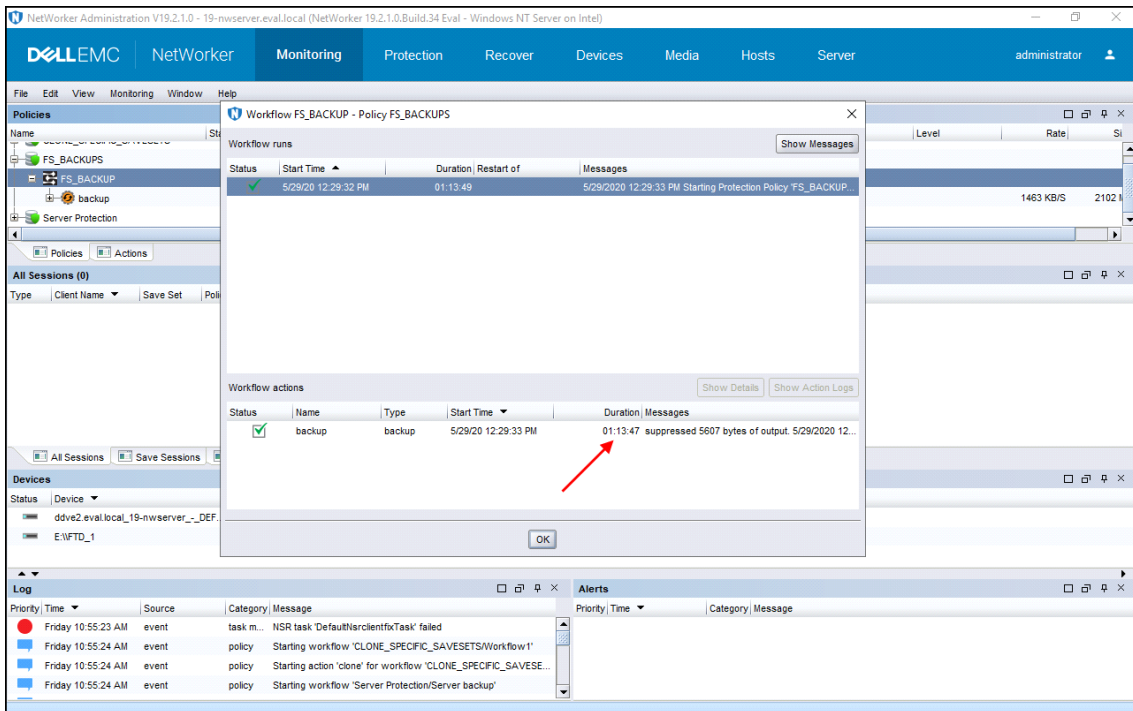 NetWorker Administration V19.2.1.0 - 19-nwserver.eval.local (NetWorker 19.2.1.0.Build.34 Eval - Windows NT Server on Intel)
DELLEMC NetWorker Monitoring Protection Recover Devices Media Hosts Server administrator
File Edit View Monitoring Window Help
Policies
Name Sta Level Rate Si
FS_BACKUPS
FS_BACKUP
backup 1463 KB/S 2102
Server Protection
Policies Actions
All Sessions (0)
Type Client Name Save Set Poli
All Sessions Save Sessions
Devices
Status Device
ddve2.eval.local_19-nwserver_-_DEF...
E:\\FTD_1
Workflow FS_BACKUP - Policy FS_BACKUPS
Workflow runs Show Messages
Status Start Time Duration Restart of Messages
5/29/20 12:29:32 PM 01:13:49 5/29/2020 12:29:33 PM Starting Protection Policy 'FS_BACKUP...
Workflow actions Show Details Show Action Logs
Status Name Type Start Time Duration Messages
backup backup 5/29/20 12:29:33 PM 01:13:47 suppressed 5607 bytes of output. 5/29/2020 12...
OK
Log
Priority Time Source Category Message
Friday 10:55:23 AM event task m... NSR task 'DefaultNsrclientfixTask' failed
Friday 10:55:24 AM event policy Starting workflow 'CLONE_SPECIFIC_SAVESETS/Workflow1'
Friday 10:55:24 AM event policy Starting action 'clone' for workflow 'CLONE_SPECIFIC_SAVESE...
Friday 10:55:24 AM event policy Starting workflow 'Server Protection/Server backup'
Alerts
Priority Time Category Message